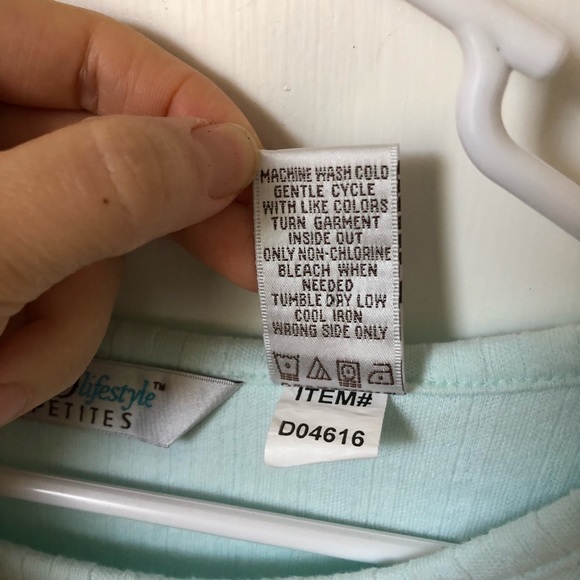 MACHINE WASH COLD
GENTLE CYCLE
WITH LIKE COLORS
TURN GARMENT
INSIDE OUT
ONLY NON-CHLORINE
BLEACH WHEN
NEEDED
TUMBLE DRY LOW
COOL IRON
WRONG SIDE ONLY
lifestyle™
PETITES
ITEM#
D04616